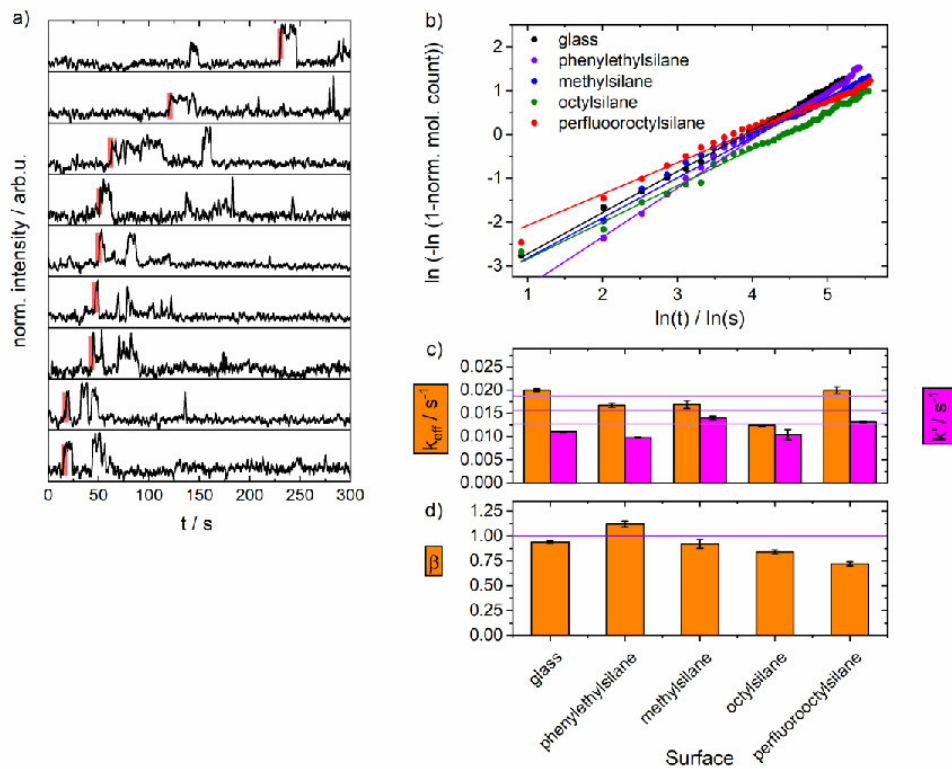 a)
norm. intensity / arb.u.
0 50 100 150 200 250 300
t / s
b)
ln (-ln (1-norm. mol. count))
2
1
0
-1
-2
-3
glass
phenylethylsilane
methylsilane
octylsilane
perfluooroctylsilane
1 2 3 4 5
ln(t) / ln(s)
c)
keff / s-1
0.025
0.020
0.015
0.010
0.005
0.000
k' / s-1
d)
β
1.25
1.00
0.75
0.50
0.25
0.00
glass
phenylethylsilane
methylsilane
octylsilane
perfluorooctylsilane
Surface